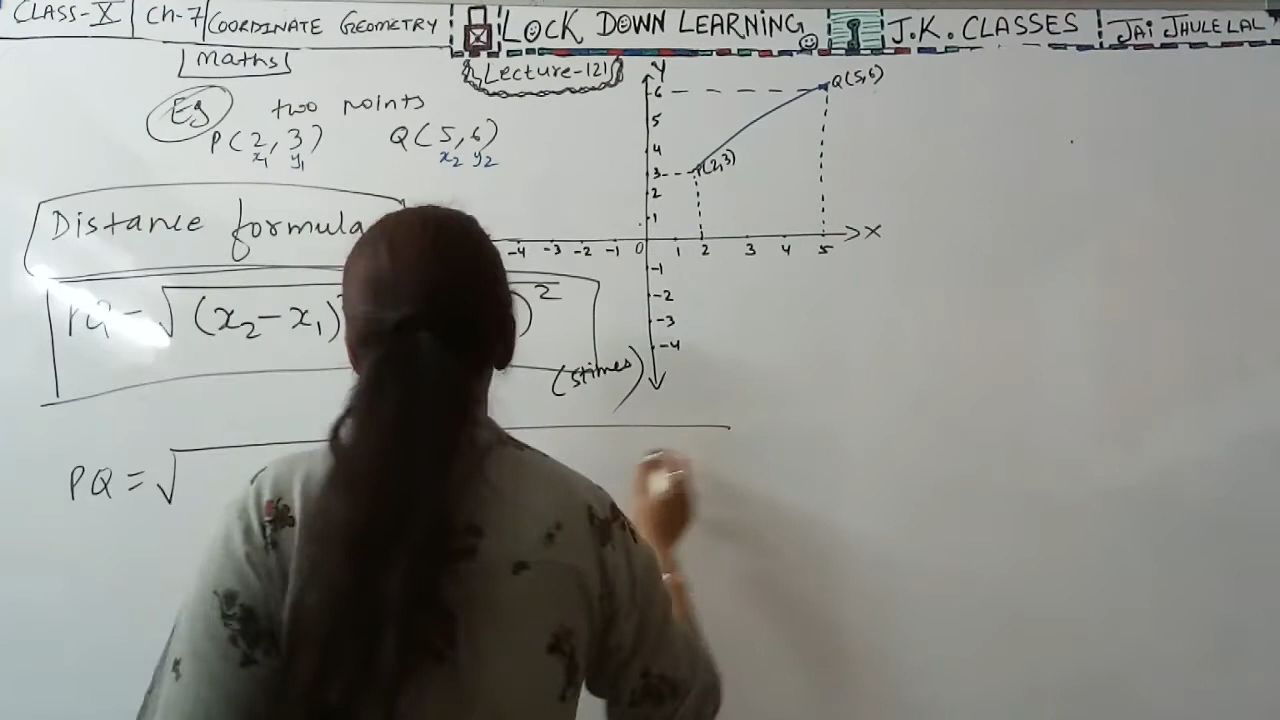 CLASS-X | Ch-7 | COORDINATE GEOMETRY
LOCK DOWN LEARNING
J.K. CLASSES
JAI JHULELAL
Maths
Lecture-121
Eg two points
P(2, 3) Q(5, 6)
x₁ y₁ x₂ y₂
Distance formula
PQ = √(x₂-x₁)
)²
(5times)
PQ = √
Y
6
5
4
3
2
1
Q(5,6)
P(2,3)
-4 -3 -2 -1 0 1 2 3 4 5 X
-1
-2
-3
-4